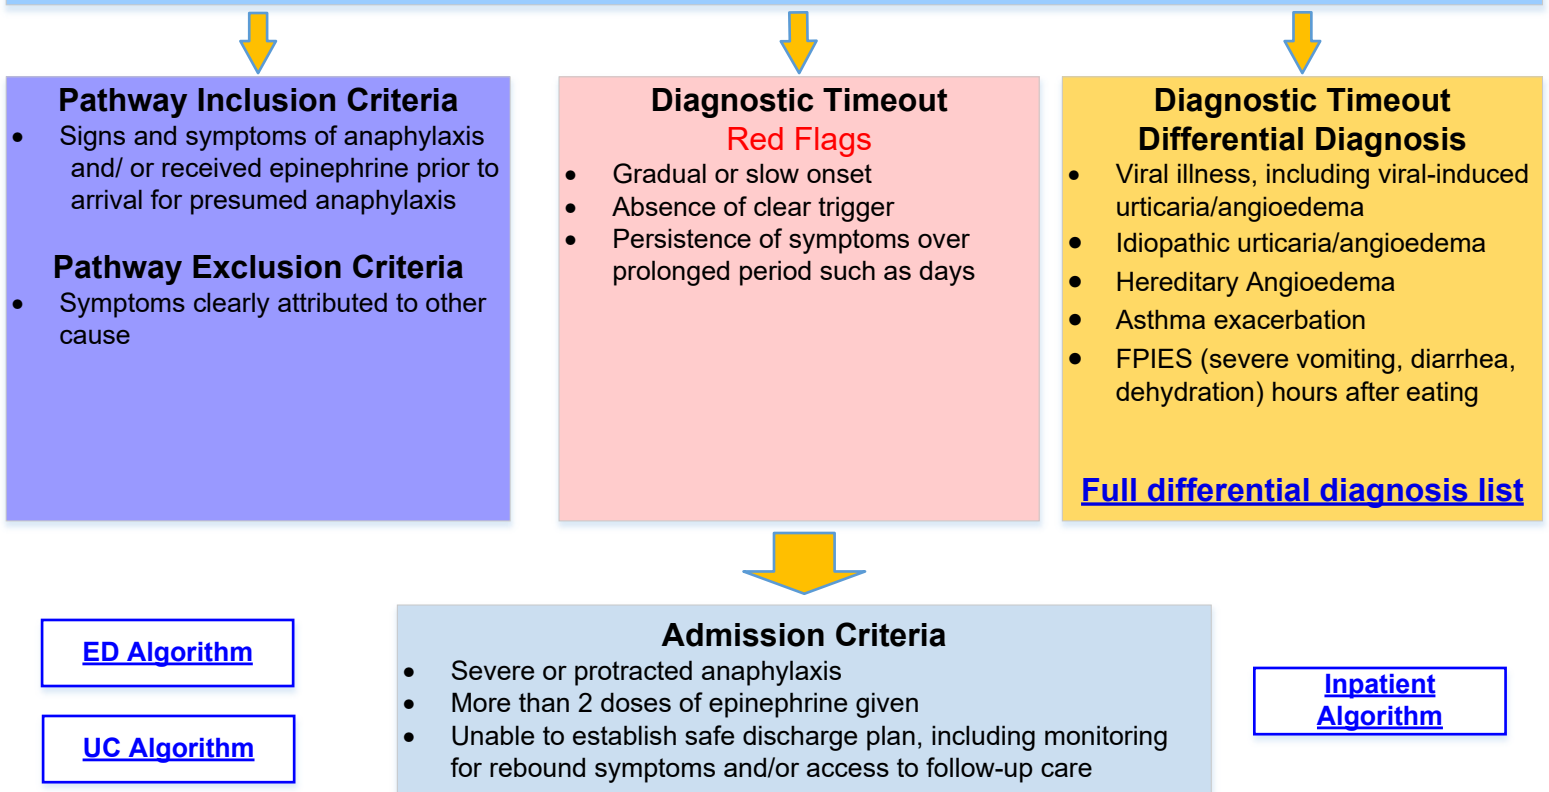 Pathway Inclusion Criteria
• Signs and symptoms of anaphylaxis
and/ or received epinephrine prior to
arrival for presumed anaphylaxis
Pathway Exclusion Criteria
• Symptoms clearly attributed to other
cause
Diagnostic Timeout
Red Flags
• Gradual or slow onset
• Absence of clear trigger
• Persistence of symptoms over
prolonged period such as days
Diagnostic Timeout
Differential Diagnosis
• Viral illness, including viral-induced
urticaria/angioedema
• Idiopathic urticaria/angioedema
• Hereditary Angioedema
• Asthma exacerbation
• FPIES (severe vomiting, diarrhea,
dehydration) hours after eating
Full differential diagnosis list
ED Algorithm
UC Algorithm
Admission Criteria
• Severe or protracted anaphylaxis
• More than 2 doses of epinephrine given
• Unable to establish safe discharge plan, including monitoring
for rebound symptoms and/or access to follow-up care
Inpatient
Algorithm